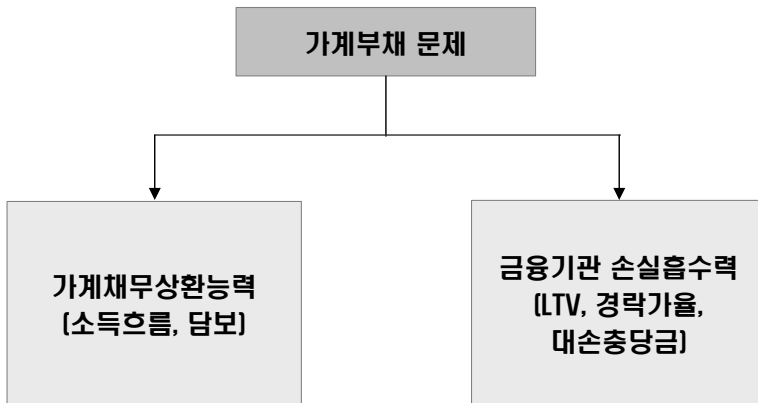 가계부채 문제
가계채무상환능력
(소득흐름, 담보)
금융기관 손실흡수력
(LTV, 경락가율,
대손충당금)